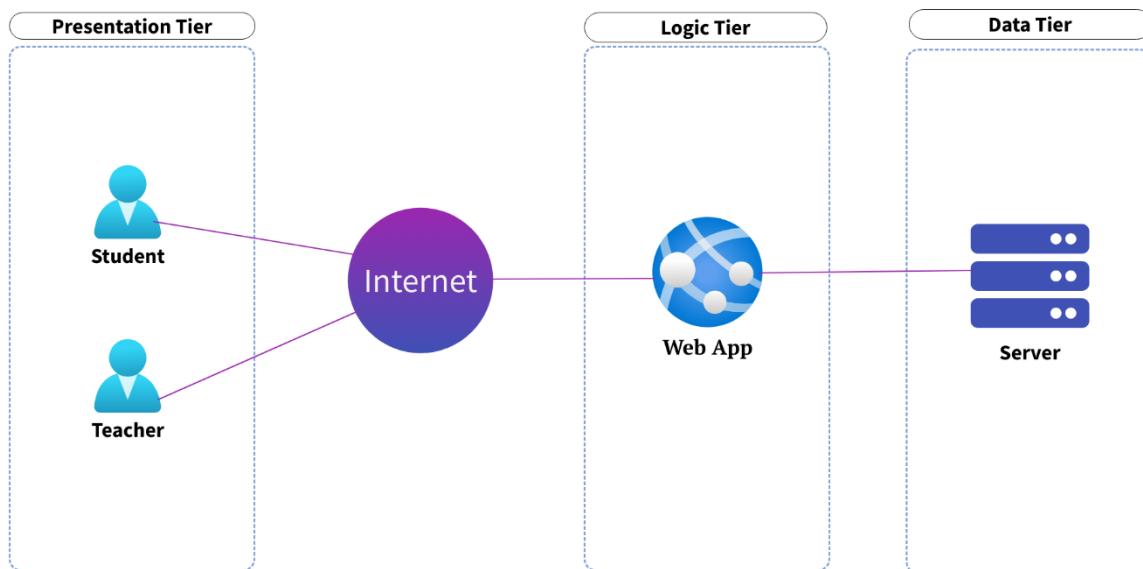 Presentation Tier
Logic Tier
Data Tier
Student
Internet
Web App
Server
Teacher